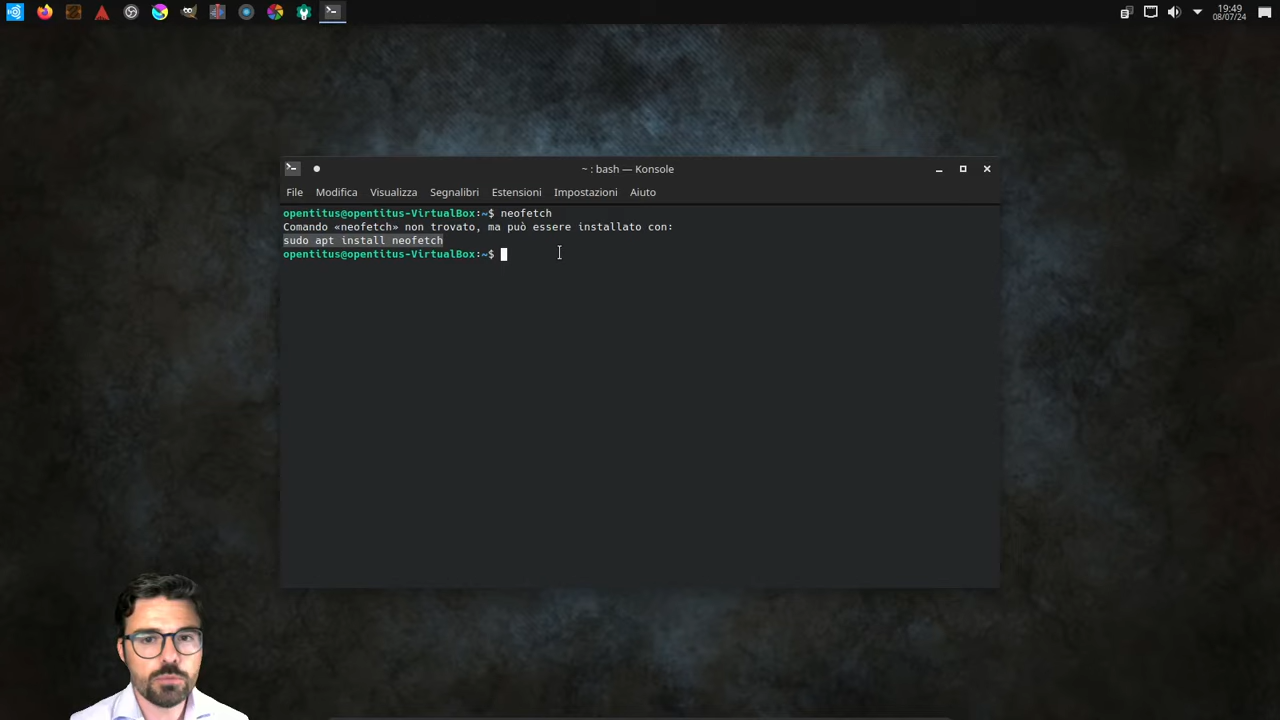 19:49
08/07/24
~ : bash — Konsole
File Modifica Visualizza Segnalibri Estensioni Impostazioni Aiuto
opentitus@opentitus-VirtualBox:~$ neofetch
Comando «neofetch» non trovato, ma può essere installato con:
sudo apt install neofetch
opentitus@opentitus-VirtualBox:~$